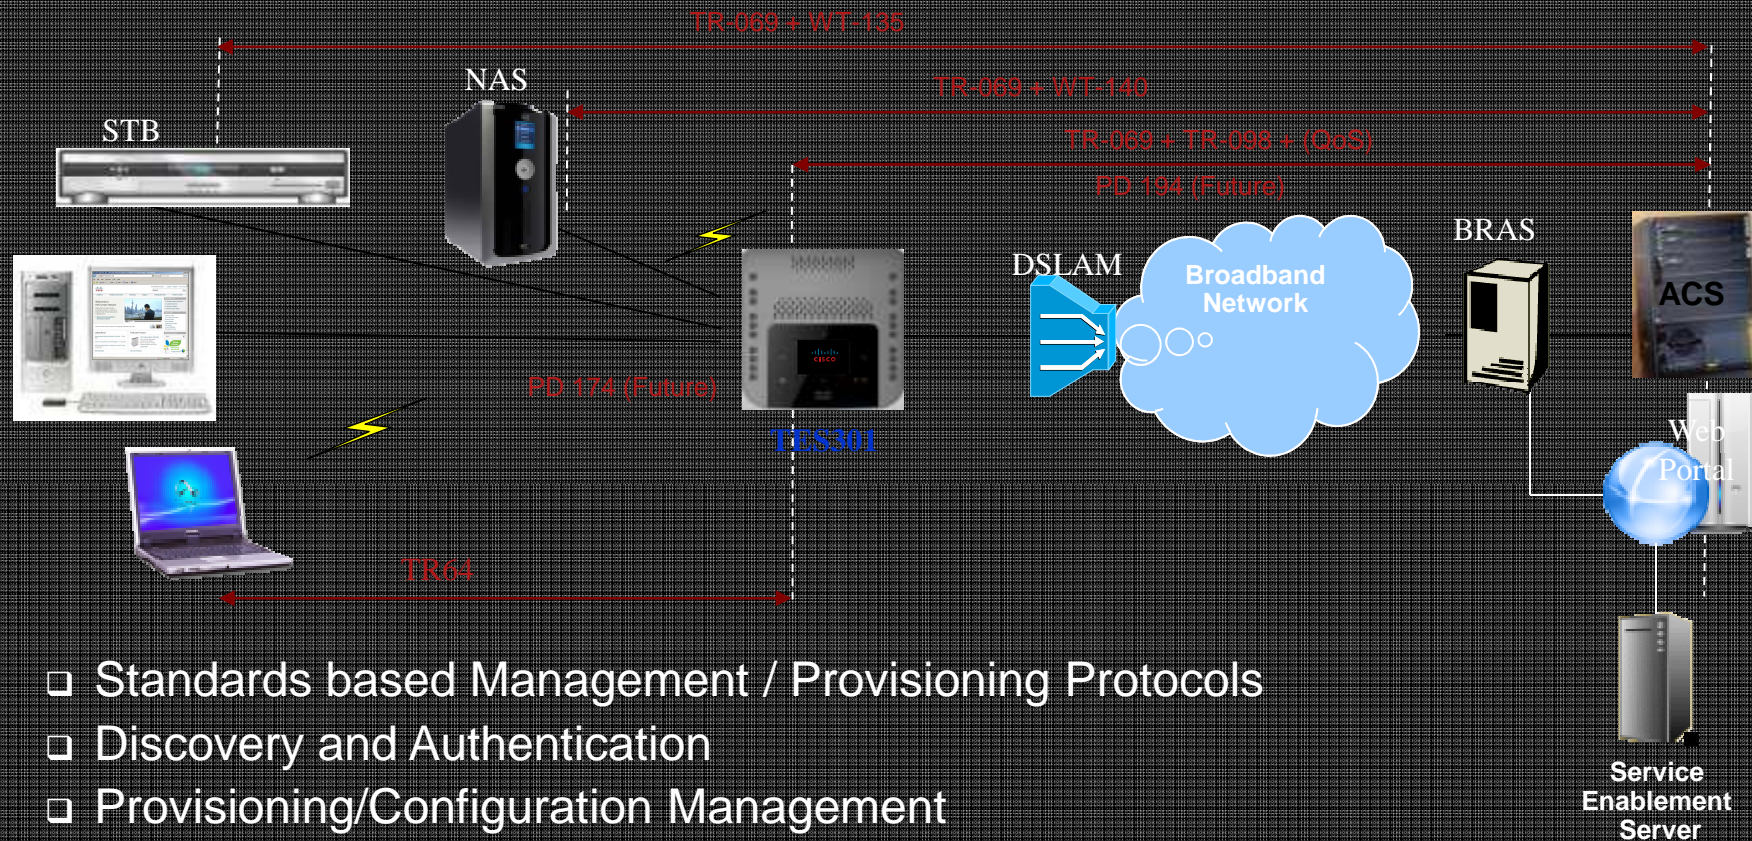 TR-069 + WT-135
NAS
TR-069 + WT-140
STB
TR-069 + TR-098 + (QoS)
PD 194 (Future)
BRAS
DSLAM
Broadband
Network
ACS
CISCO
PD 174 (Future)
TES301
Web
Portal
TR64
❑ Standards based Management / Provisioning Protocols
❑ Discovery and Authentication
❑ Provisioning/Configuration Management
Service
Enablement
Server